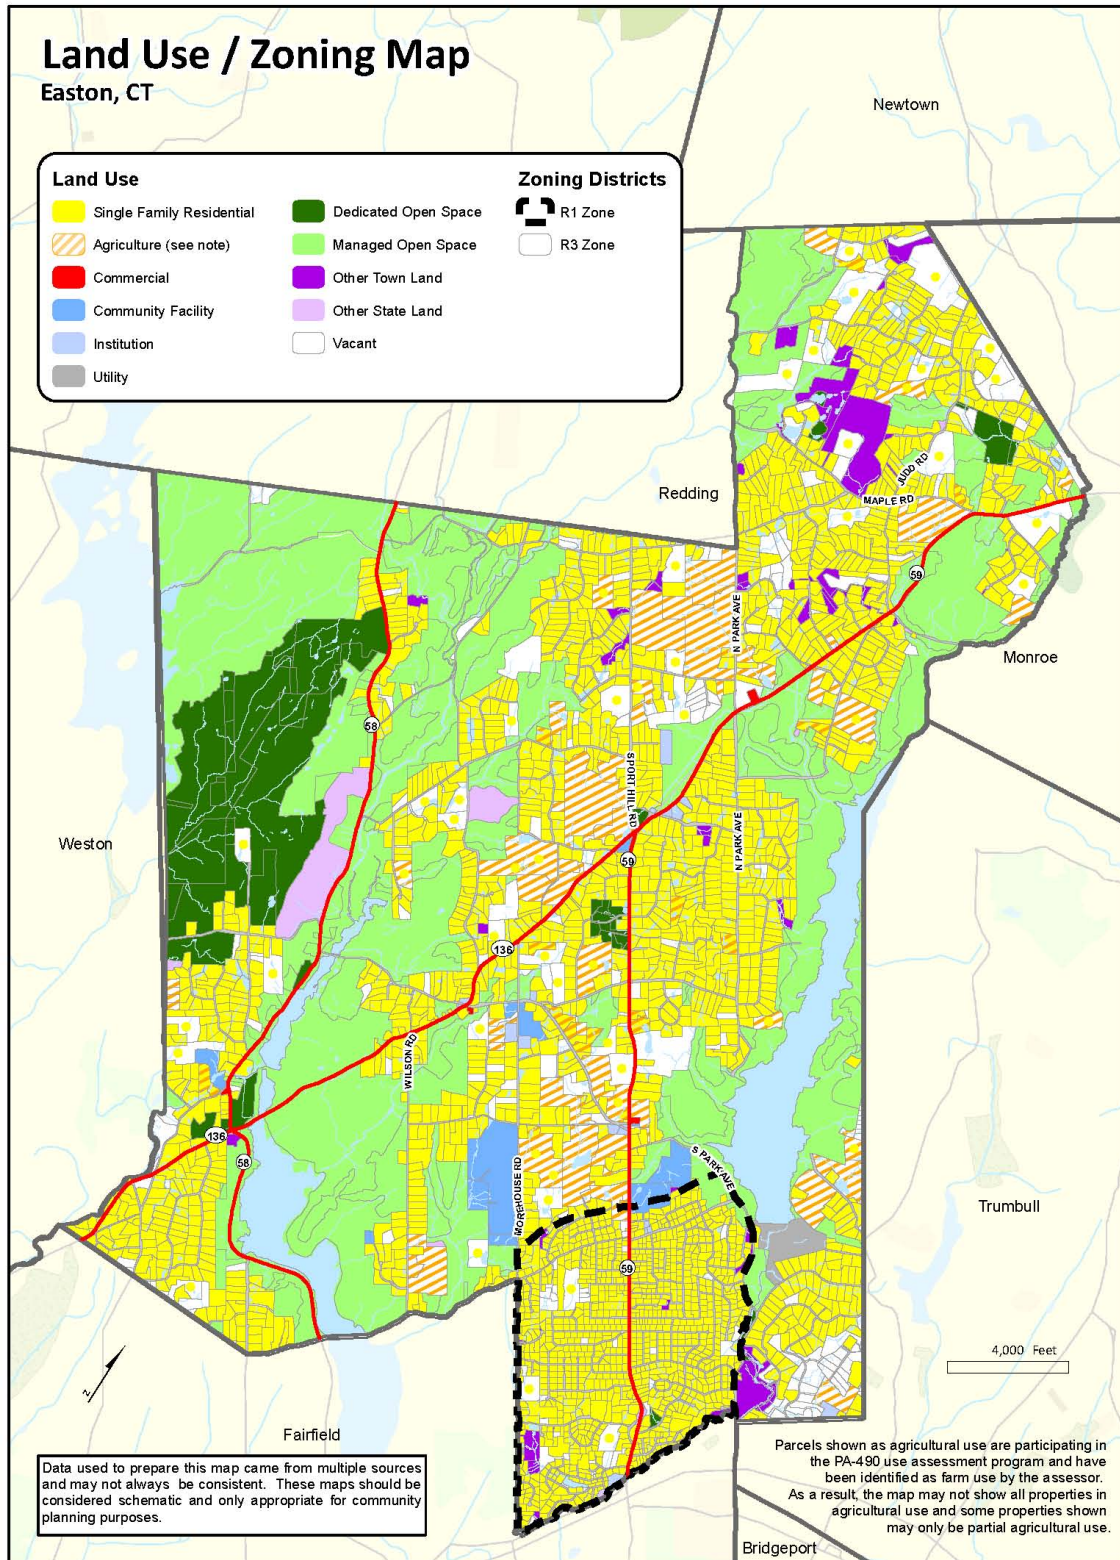 Land Use / Zoning Map
Easton, CT
Newtown
Land Use
Zoning Districts
Single Family Residential
Dedicated Open Space
R1 Zone
Agriculture (see note)
Managed Open Space
R3 Zone
Commercial
Other Town Land
Community Facility
Other State Land
Institution
Vacant
Utility
Redding
JUDD RD
MAPLE RD
59
N PARK AVE
Monroe
58
SPORT HILL RD
Weston
N PARK AVE
59
136
WILSON RD
136
58
MOREHOUSE RD
S PARK AVE
Trumbull
59
4,000 Feet
N
Fairfield
Data used to prepare this map came from multiple sources
and may not always be consistent. These maps should be
considered schematic and only appropriate for community
planning purposes.
Parcels shown as agricultural use are participating in
the PA-490 use assessment program and have
been identified as farm use by the assessor.
As a result, the map may not show all properties in
agricultural use and some properties shown
may only be partial agricultural use.
Bridgeport